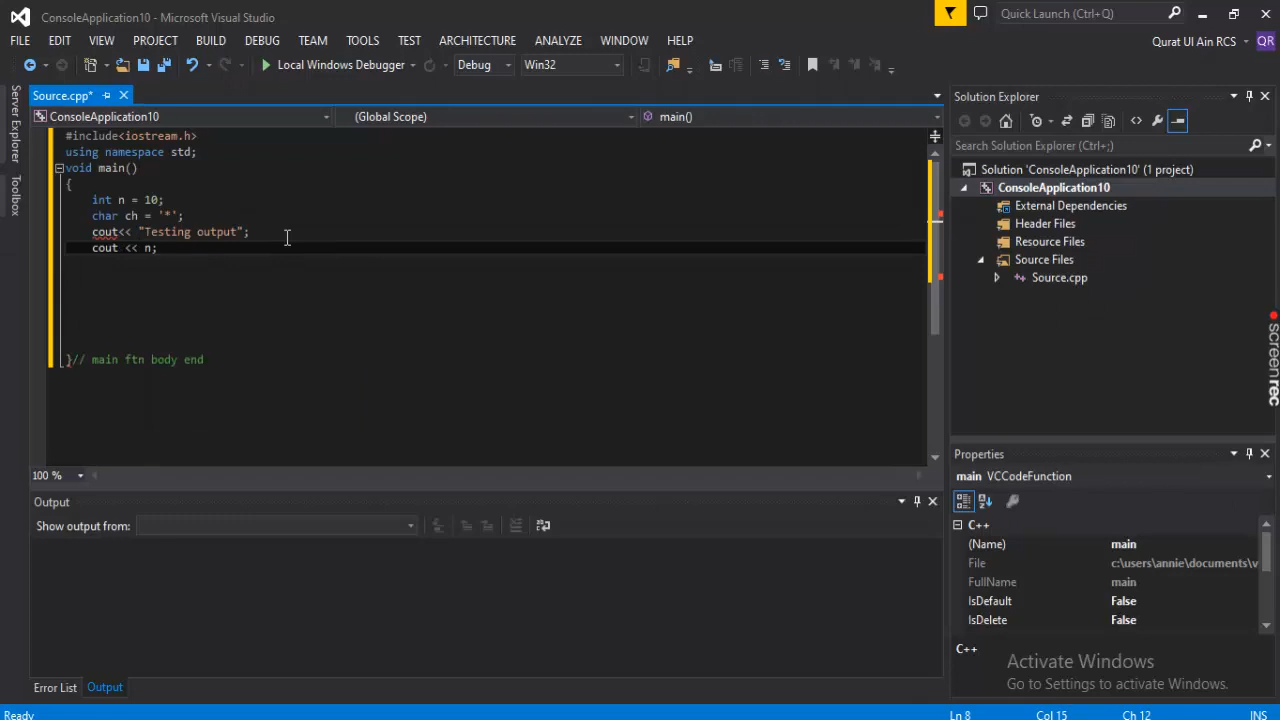 ConsoleApplication10 - Microsoft Visual Studio
Quick Launch (Ctrl+Q)
FILE EDIT VIEW PROJECT BUILD DEBUG TEAM TOOLS TEST ARCHITECTURE ANALYZE WINDOW HELP
Qurat Ul Ain RCS QR
Local Windows Debugger Debug Win32
Server Explorer
Toolbox
Source.cpp*
ConsoleApplication10 (Global Scope) main()
#include<iostream.h>
using namespace std;
void main()
{
int n = 10;
char ch = '*';
cout<< "Testing output";
cout << n;
}// main ftn body end
100 %
Output
Show output from:
Error List Output
Solution Explorer
Search Solution Explorer (Ctrl+;)
Solution 'ConsoleApplication10' (1 project)
ConsoleApplication10
External Dependencies
Header Files
Resource Files
Source Files
Source.cpp
screenrec
Properties
main VCCodeFunction
C++
(Name) main
File c:\users\annie\documents\v
FullName main
IsDefault False
IsDelete False
C++
Activate Windows
Go to Settings to activate Windows.
Ready Ln 8 Col 15 Ch 12 INS